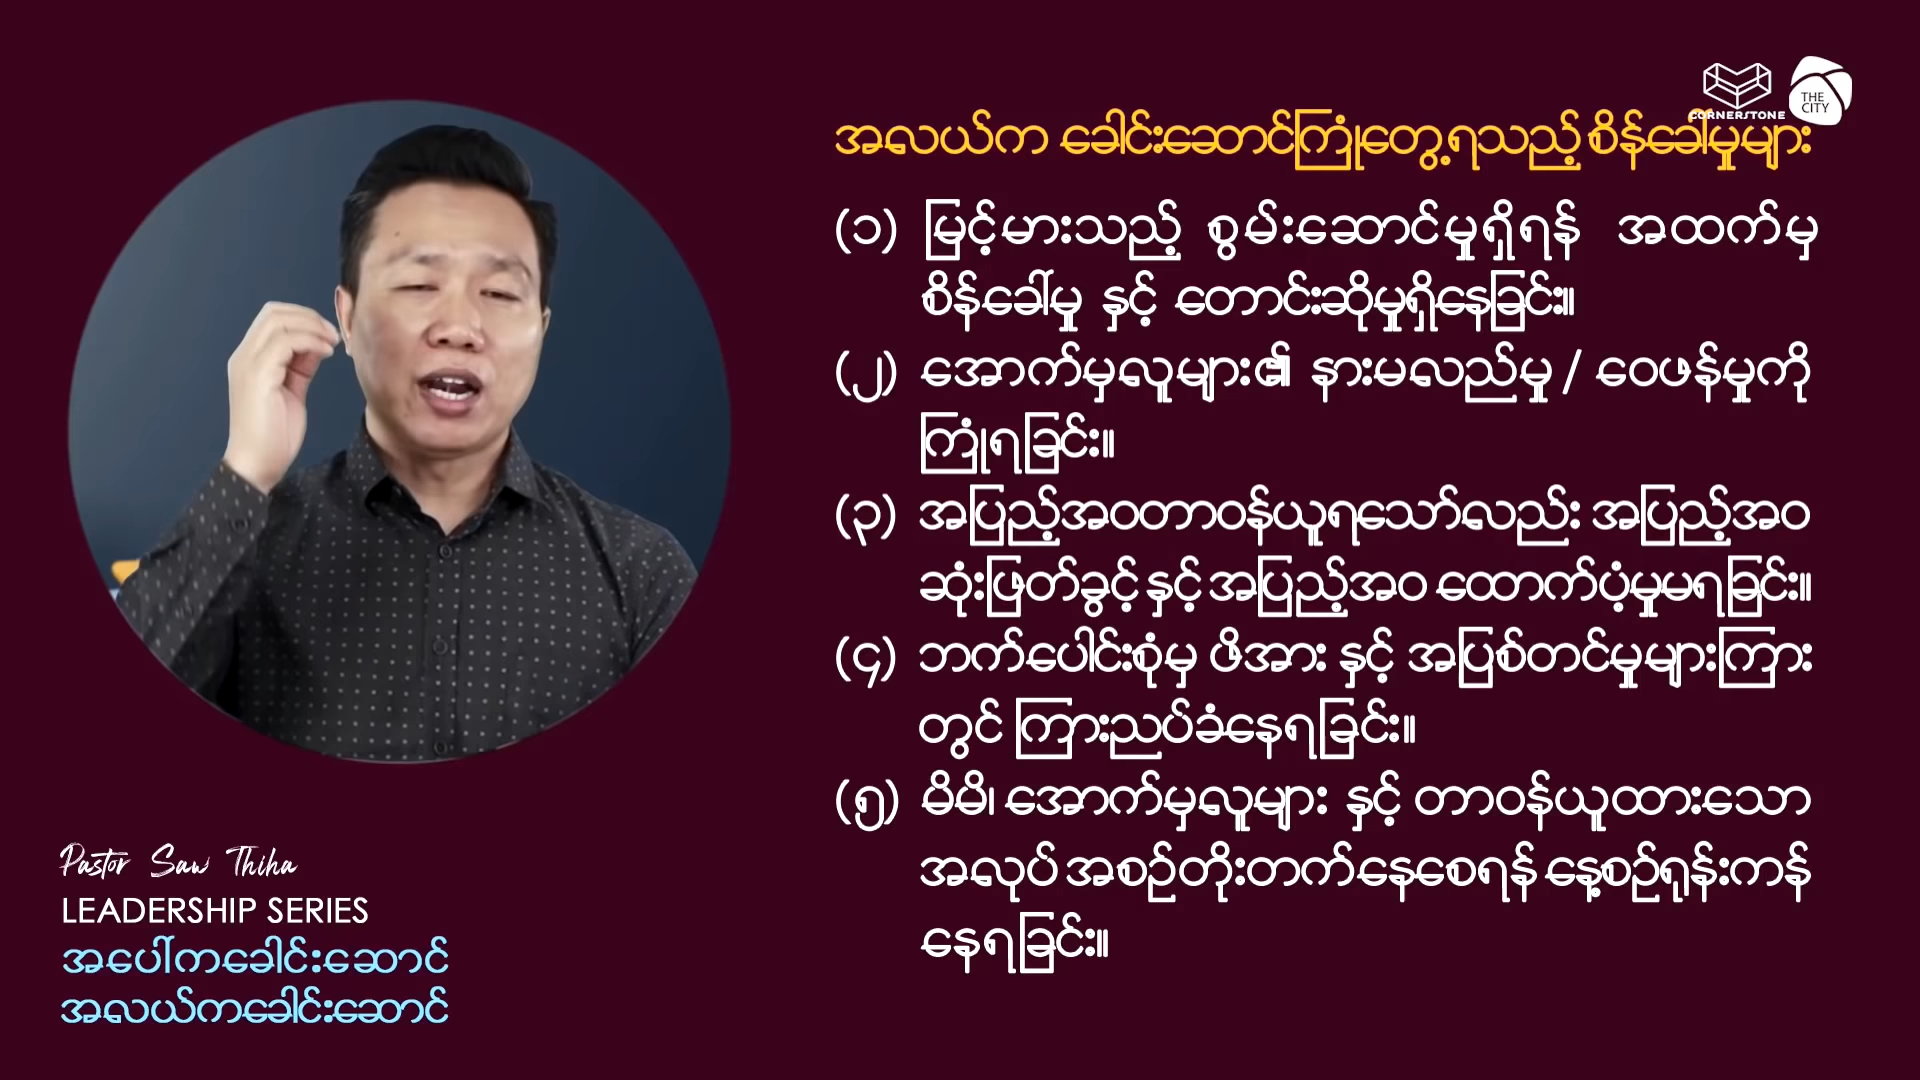 CORNERSTONE
THE CITY
အလယ်က ခေါင်းဆောင်ကြုံတွေ့ရသည့် စိန်ခေါ်မှုများ
(၁) မြင့်မားသည့် စွမ်းဆောင်မှုရှိရန် အထက်မှ
စိန်ခေါ်မှု နှင့် တောင်းဆိုမှုရှိနေခြင်း။
(၂) အောက်မှလူများ၏ နားမလည်မှု / ဝေဖန်မှုကို
ကြုံရခြင်း။
(၃) အပြည့်အဝတာဝန်ယူရသော်လည်း အပြည့်အဝ
ဆုံးဖြတ်ခွင့် နှင့် အပြည့်အဝ ထောက်ပံ့မှုမရခြင်း။
(၄) ဘက်ပေါင်းစုံမှ ဖိအား နှင့် အပြစ်တင်မှုများကြား
တွင် ကြားညပ်ခံနေရခြင်း။
(၅) မိမိ၊ အောက်မှလူများ နှင့် တာဝန်ယူထားသော
အလုပ် အစဉ်တိုးတက်နေစေရန် နေ့စဉ်ရုန်းကန်
နေရခြင်း။
Pastor Saw Thiha
LEADERSHIP SERIES
အပေါ်ကခေါင်းဆောင်
အလယ်ကခေါင်းဆောင်